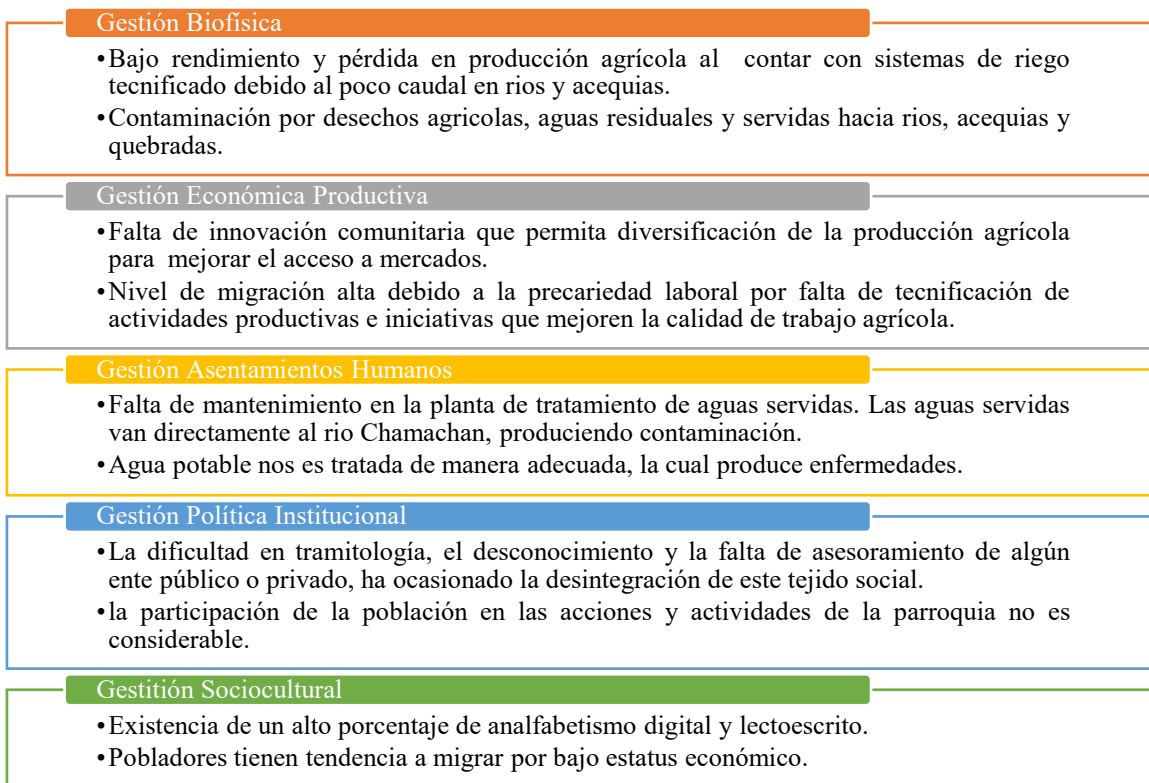 Gestión Biofísica
•Bajo rendimiento y pérdida en producción agrícola al contar con sistemas de riego
tecnificado debido al poco caudal en rios y acequias.
•Contaminación por desechos agricolas, aguas residuales y servidas hacia rios, acequias y
quebradas.
Gestión Económica Productiva
•Falta de innovación comunitaria que permita diversificación de la producción agrícola
para mejorar el acceso a mercados.
•Nivel de migración alta debido a la precariedad laboral por falta de tecnificación de
actividades productivas e iniciativas que mejoren la calidad de trabajo agrícola.
Gestión Asentamientos Humanos
•Falta de mantenimiento en la planta de tratamiento de aguas servidas. Las aguas servidas
van directamente al rio Chamachan, produciendo contaminación.
•Agua potable nos es tratada de manera adecuada, la cual produce enfermedades.
Gestión Política Institucional
•La dificultad en tramitología, el desconocimiento y la falta de asesoramiento de algún
ente público o privado, ha ocasionado la desintegración de este tejido social.
•la participación de la población en las acciones y actividades de la parroquia no es
considerable.
Gestitión Sociocultural
•Existencia de un alto porcentaje de analfabetismo digital y lectoescrito.
•Pobladores tienen tendencia a migrar por bajo estatus económico.